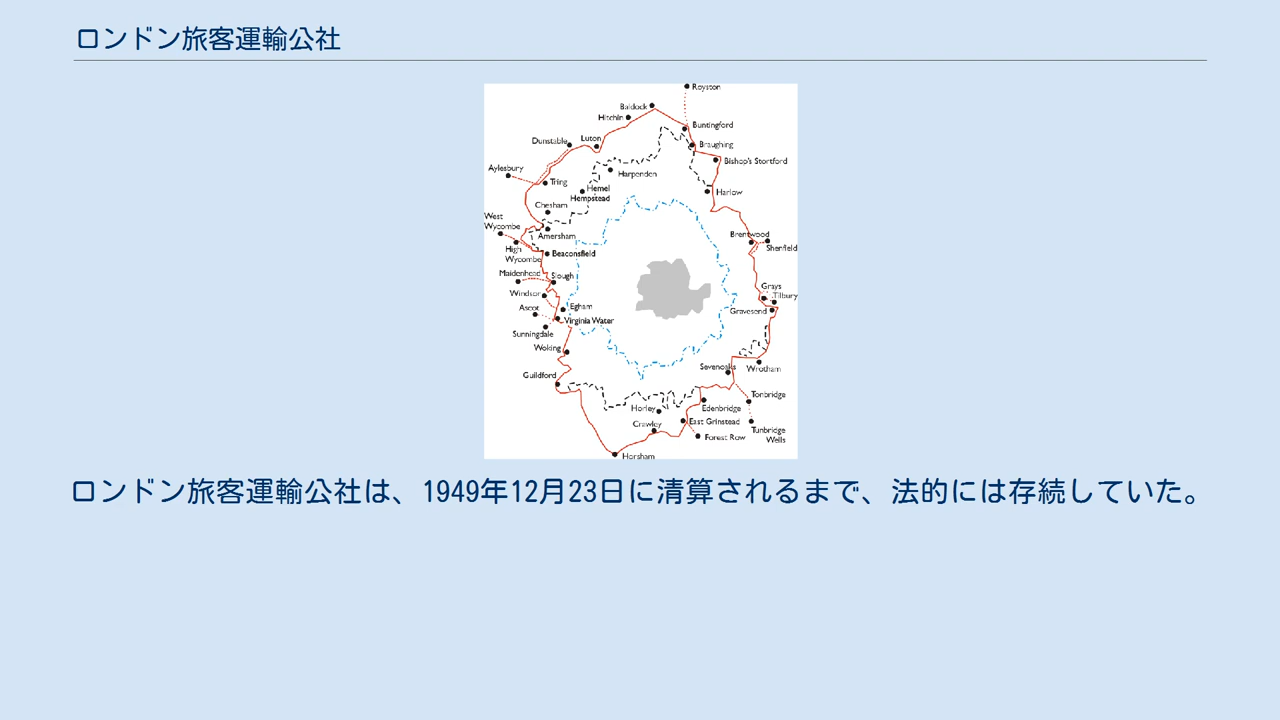 ロンドン旅客運輸公社
Royston
Baldock
Hitchin
Buntingford
Dunstable
Luton
Braughing
Bishop's Stortford
Aylesbury
Tring
Harpenden
Hemel
Hempstead
Harlow
Chesham
West
Wycombe
Amersham
Brentwood
Shenfield
High
Wycombe
Beaconsfield
Maidenhead
Slough
Windsor
Grays
Tilbury
Ascot
Egham
Gravesend
Virginia Water
Sunningdale
Woking
Sevenoaks
Wrotham
Guildford
Tonbridge
Horley
Edenbridge
Crawley
East Grinstead
Tunbridge
Wells
Forest Row
Horsham
ロンドン旅客運輸公社は、1949年12月23日に清算されるまで、法的には存続していた。